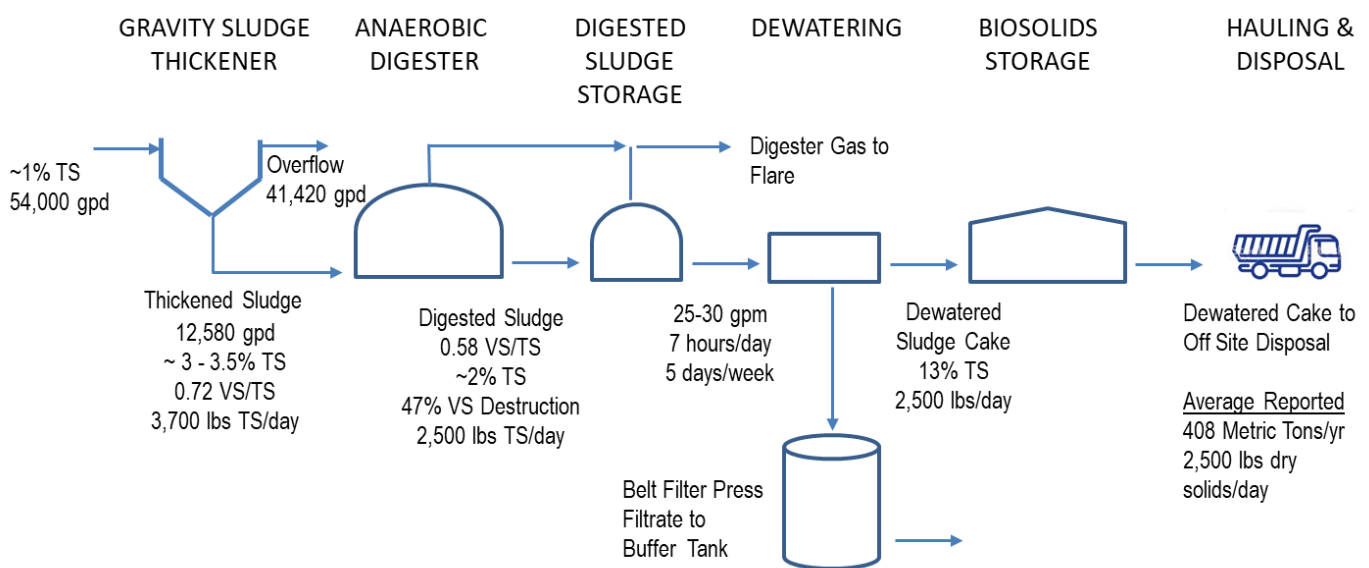 GRAVITY SLUDGE
THICKENER
ANAEROBIC
DIGESTER
DIGESTED
SLUDGE
STORAGE
DEWATERING
BIOSOLIDS
STORAGE
HAULING &
DISPOSAL
~1% TS
54,000 gpd
Overflow
41,420 gpd
Digester Gas to
Flare
Thickened Sludge
12,580 gpd
~ 3 - 3.5% TS
0.72 VS/TS
3,700 lbs TS/day
Digested Sludge
0.58 VS/TS
~2% TS
47% VS Destruction
2,500 lbs TS/day
25-30 gpm
7 hours/day
5 days/week
Dewatered
Sludge Cake
13% TS
2,500 lbs/day
Dewatered Cake to
Off Site Disposal
Average Reported
408 Metric Tons/yr
2,500 lbs dry
solids/day
Belt Filter Press
Filtrate to
Buffer Tank